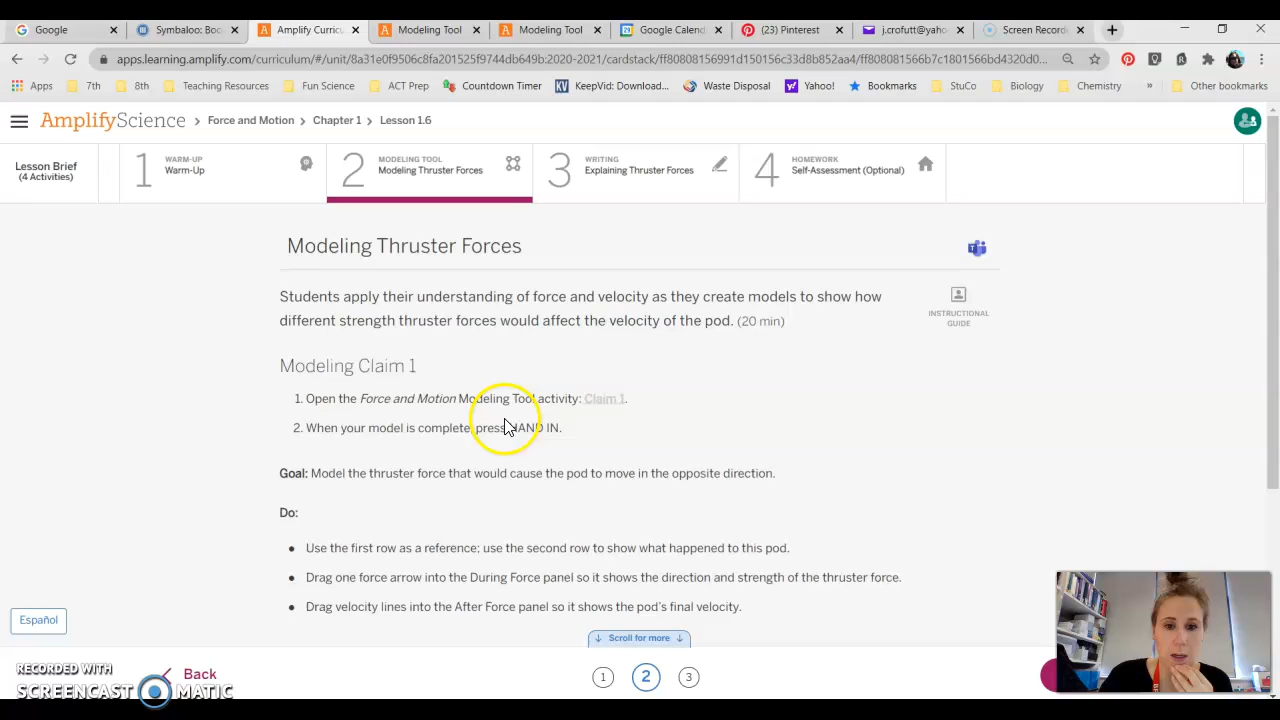 Google
Symbaloo: Boo
Amplify Curricu
Modeling Tool
Modeling Tool
Google Calend
(23) Pinterest
j.crofutt@yaho
Screen Record
apps.learning.amplify.com/curriculum/#/unit/8a31e0f9506c8fa201525f9744db649b:2020-2021/cardstack/ff80808156991d150156c33d8b852aa4/ff808081566b7c1801566bd4320d0...
Apps 7th 8th Teaching Resources Fun Science ACT Prep Countdown Timer KeepVid: Download... Waste Disposal Yahoo! Bookmarks StuCo Biology Chemistry » Other bookmarks
AmplifyScience > Force and Motion > Chapter 1 > Lesson 1.6
Lesson Brief
(4 Activities)
1 WARM-UP
Warm-Up
2 MODELING TOOL
Modeling Thruster Forces
3 WRITING
Explaining Thruster Forces
4 HOMEWORK
Self-Assessment (Optional)
Modeling Thruster Forces
Students apply their understanding of force and velocity as they create models to show how
different strength thruster forces would affect the velocity of the pod. (20 min)
INSTRUCTIONAL
GUIDE
Modeling Claim 1
1. Open the Force and Motion Modeling Tool activity: Claim 1.
2. When your model is complete press HAND IN.
Goal: Model the thruster force that would cause the pod to move in the opposite direction.
Do:
• Use the first row as a reference; use the second row to show what happened to this pod.
• Drag one force arrow into the During Force panel so it shows the direction and strength of the thruster force.
• Drag velocity lines into the After Force panel so it shows the pod's final velocity.
Español
Scroll for more
RECORDED WITH
SCREENCAST MATIC
Back
1 2 3